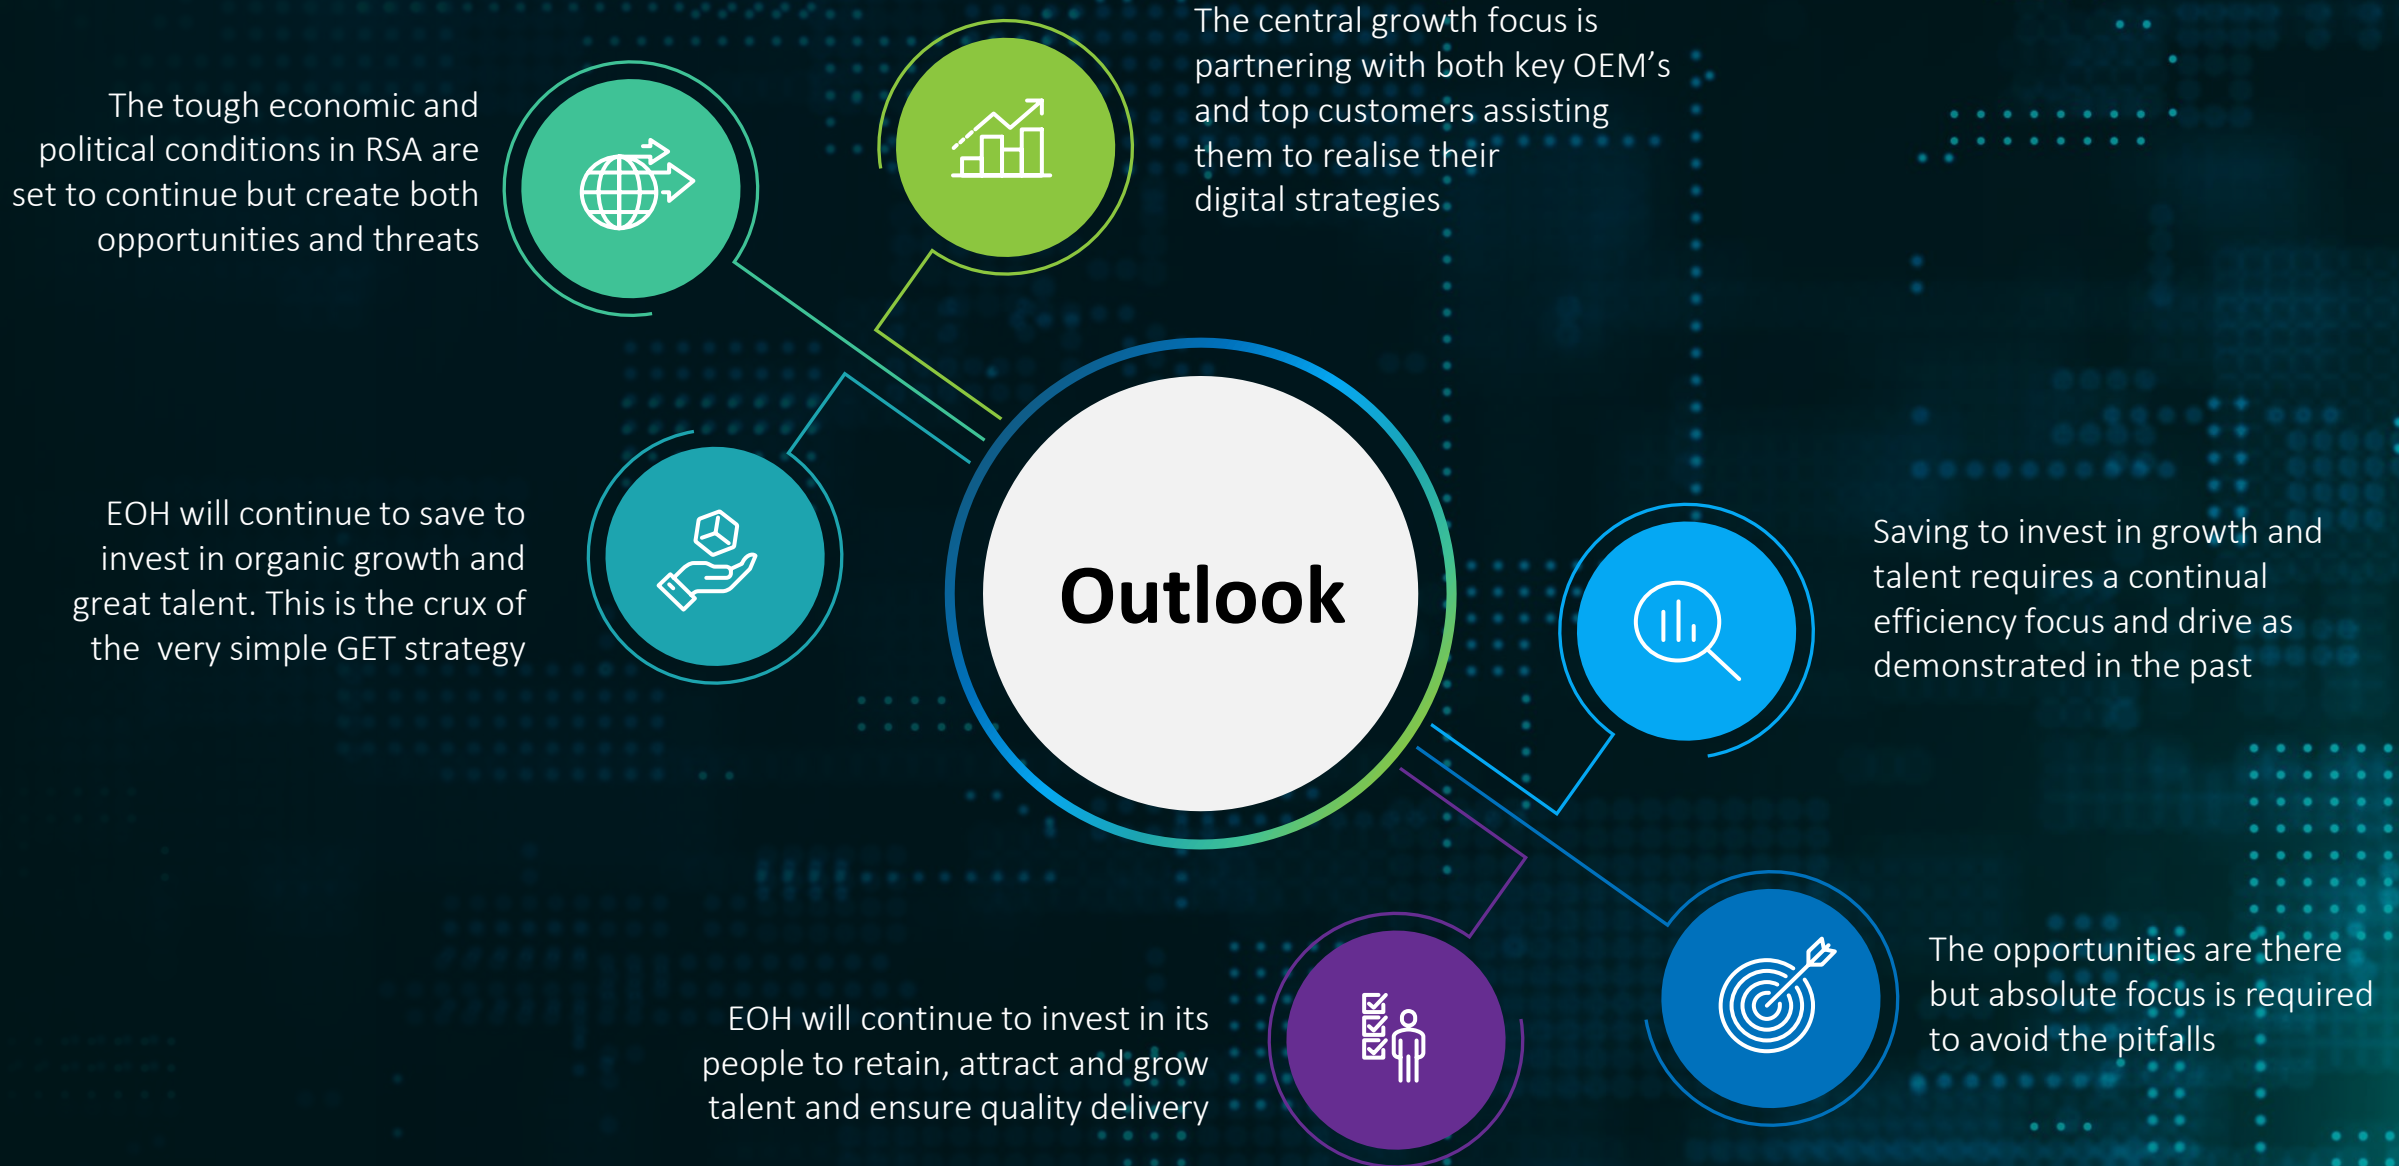 The tough economic and
political conditions in RSA are
set to continue but create both
opportunities and threats
The central growth focus is
partnering with both key OEM’s
and top customers assisting
them to realise their
digital strategies
EOH will continue to save to
invest in organic growth and
great talent. This is the crux of
the  very simple GET strategy
Outlook
Saving to invest in growth and
talent requires a continual
efficiency focus and drive as
demonstrated in the past
EOH will continue to invest in its
people to retain, attract and grow
talent and ensure quality delivery
The opportunities are there
but absolute focus is required
to avoid the pitfalls